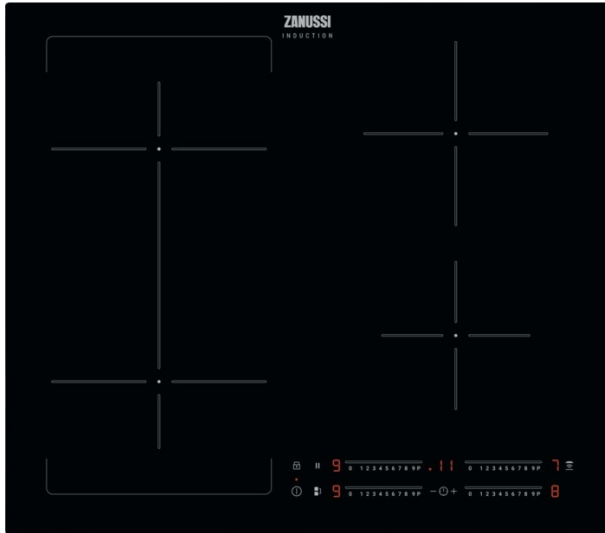 ZANUSSI
INDUCTION
9 0 1 2 3 4 5 6 7 8 9 P .11 0 1 2 3 4 5 6 7 8 9 P 7
9 0 1 2 3 4 5 6 7 8 9 P − + 0 1 2 3 4 5 6 7 8 9 P 8